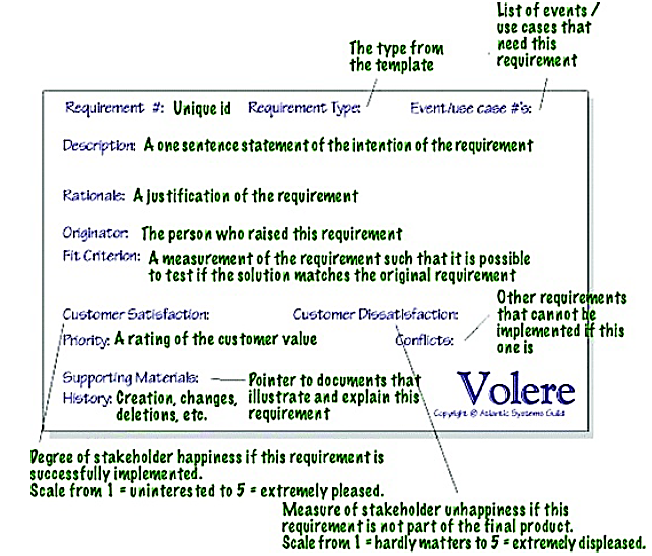 List of events /
use cases that
need this
requirement
The type from
the template
Requirement #: Unique id Requirement Type: Event/use case #'s:
Description: A one sentence statement of the intention of the requirement
Rationale: A justification of the requirement
Originator: The person who raised this requirement
Fit Criterion: A measurement of the requirement such that it is possible
to test if the solution matches the original requirement
Other requirements
that cannot be
implemented if this
one is
Customer Satisfaction: Customer Dissatisfaction:
Priority: A rating of the customer value Conflicts:
Supporting Materials: Pointer to documents that
illustrate and explain this
requirement
History: Creation, changes,
deletions, etc.
Volere
Copyright © Atlantic Systems Guild
Degree of stakeholder happiness if this requirement is
successfully implemented.
Scale from 1 = uninterested to 5 = extremely pleased.
Measure of stakeholder unhappiness if this
requirement is not part of the final product.
Scale from 1 = hardly matters to 5 = extremely displeased.